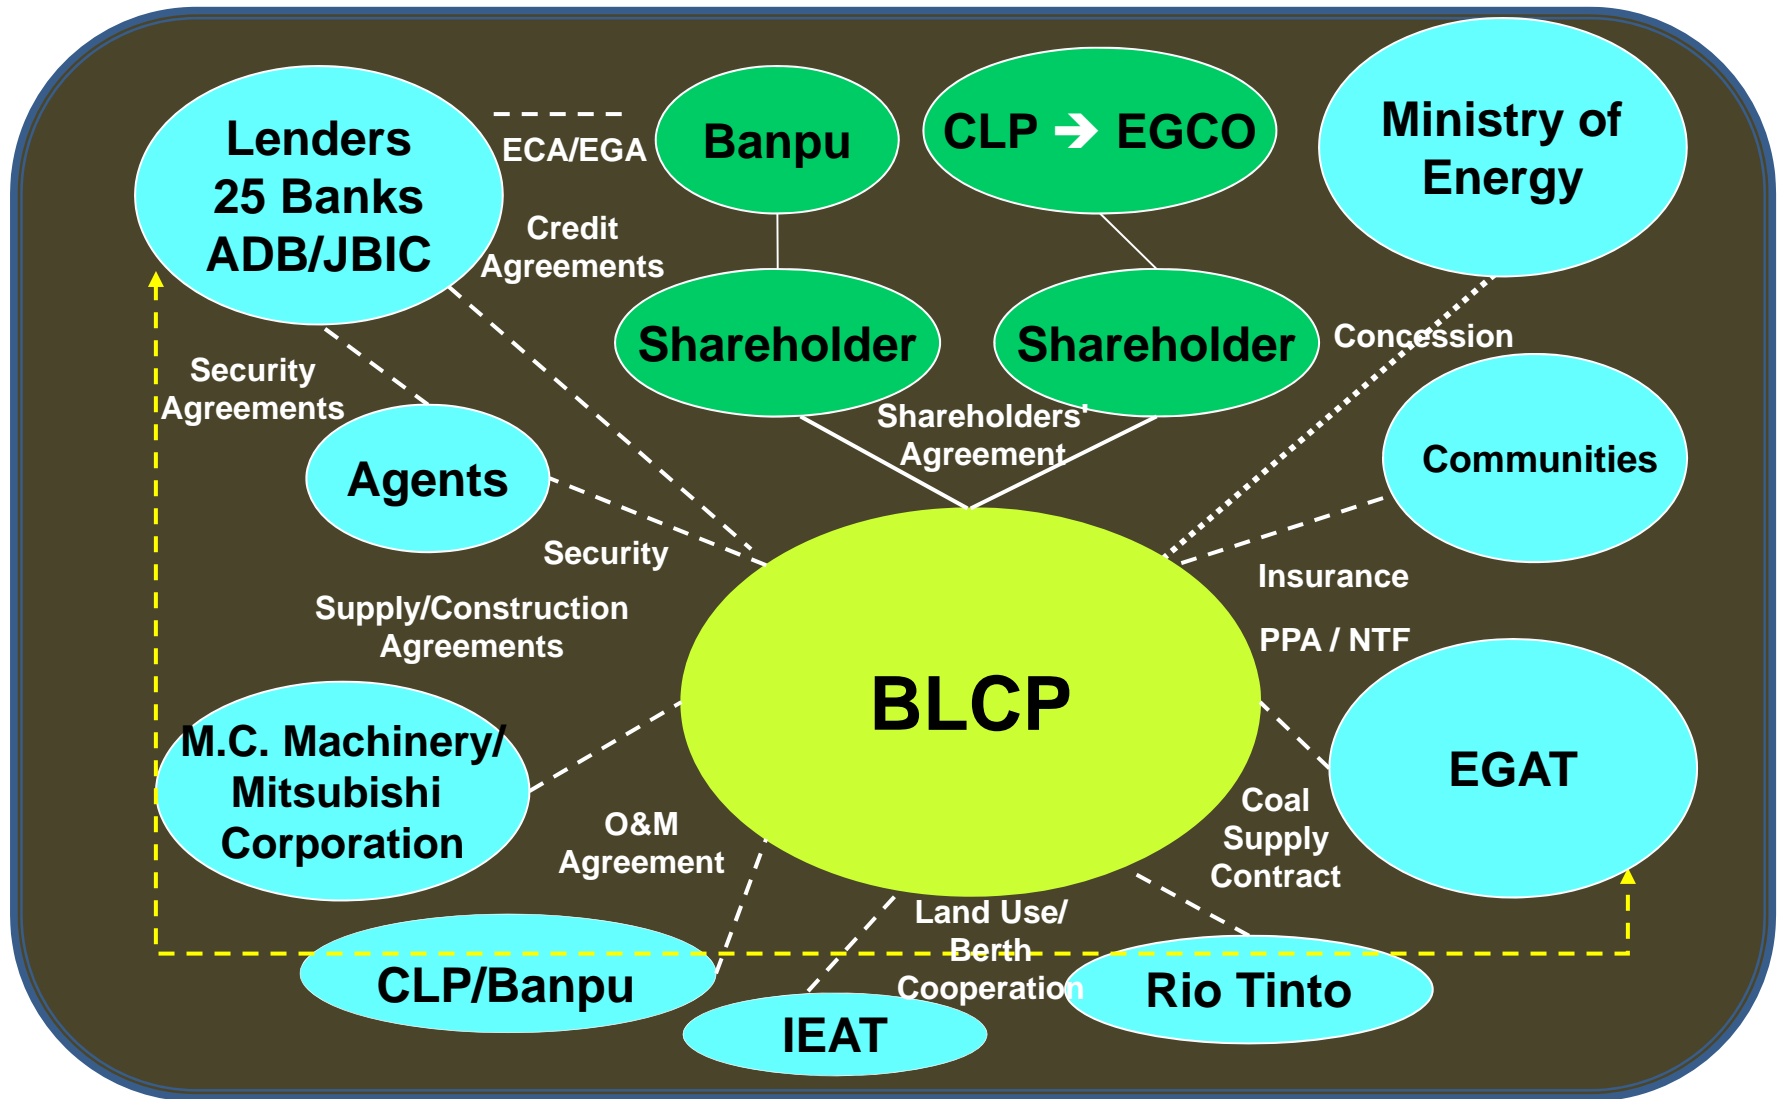 Lenders
25 Banks
ADB/JBIC
ECA/EGA
Banpu
CLP ➔ EGCO
Ministry of
Energy
Credit
Agreements
Shareholder
Shareholder
Concession
Security
Agreements
Shareholders'
Agreement
Communities
Agents
Security
Insurance
Supply/Construction
Agreements
PPA / NTF
BLCP
M.C. Machinery/
Mitsubishi
Corporation
EGAT
O&M
Agreement
Coal
Supply
Contract
Land Use/
Berth
Cooperation
CLP/Banpu
IEAT
Rio Tinto